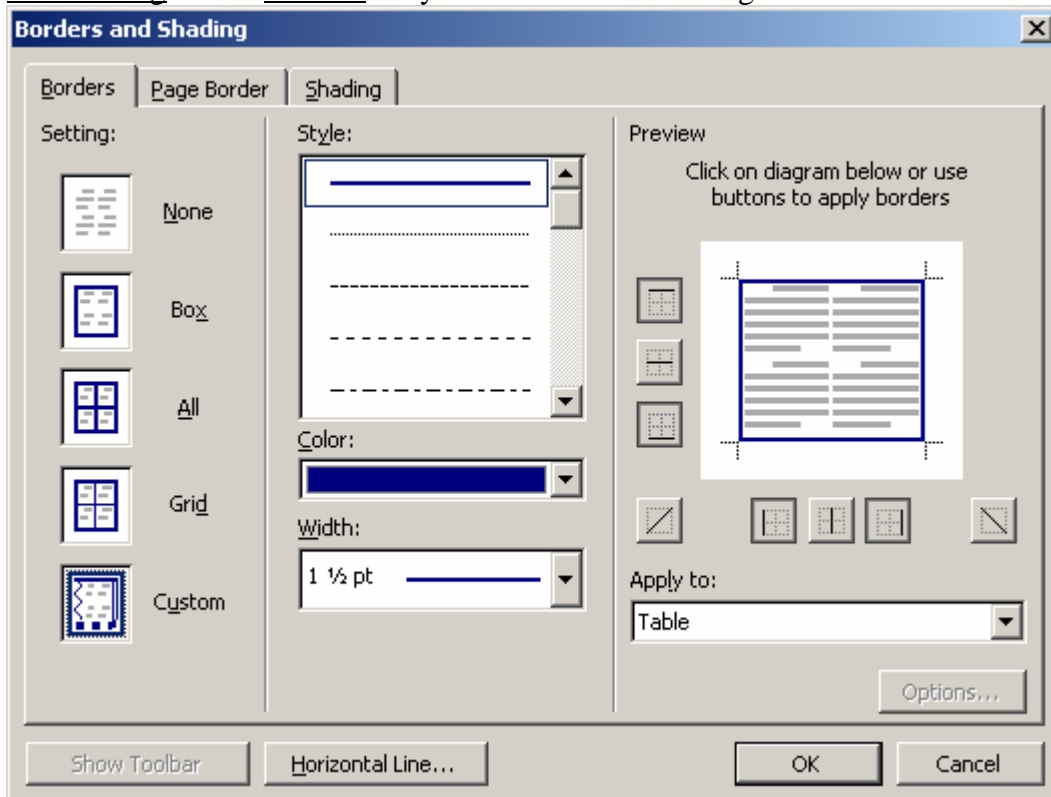 Borders and Shading
Borders
Page Border
Shading
Setting:
None
Box
All
Grid
Custom
Style:
Color:
Width:
1 ½ pt
Preview
Click on diagram below or use
buttons to apply borders
Apply to:
Table
Options...
Show Toolbar
Horizontal Line...
OK
Cancel